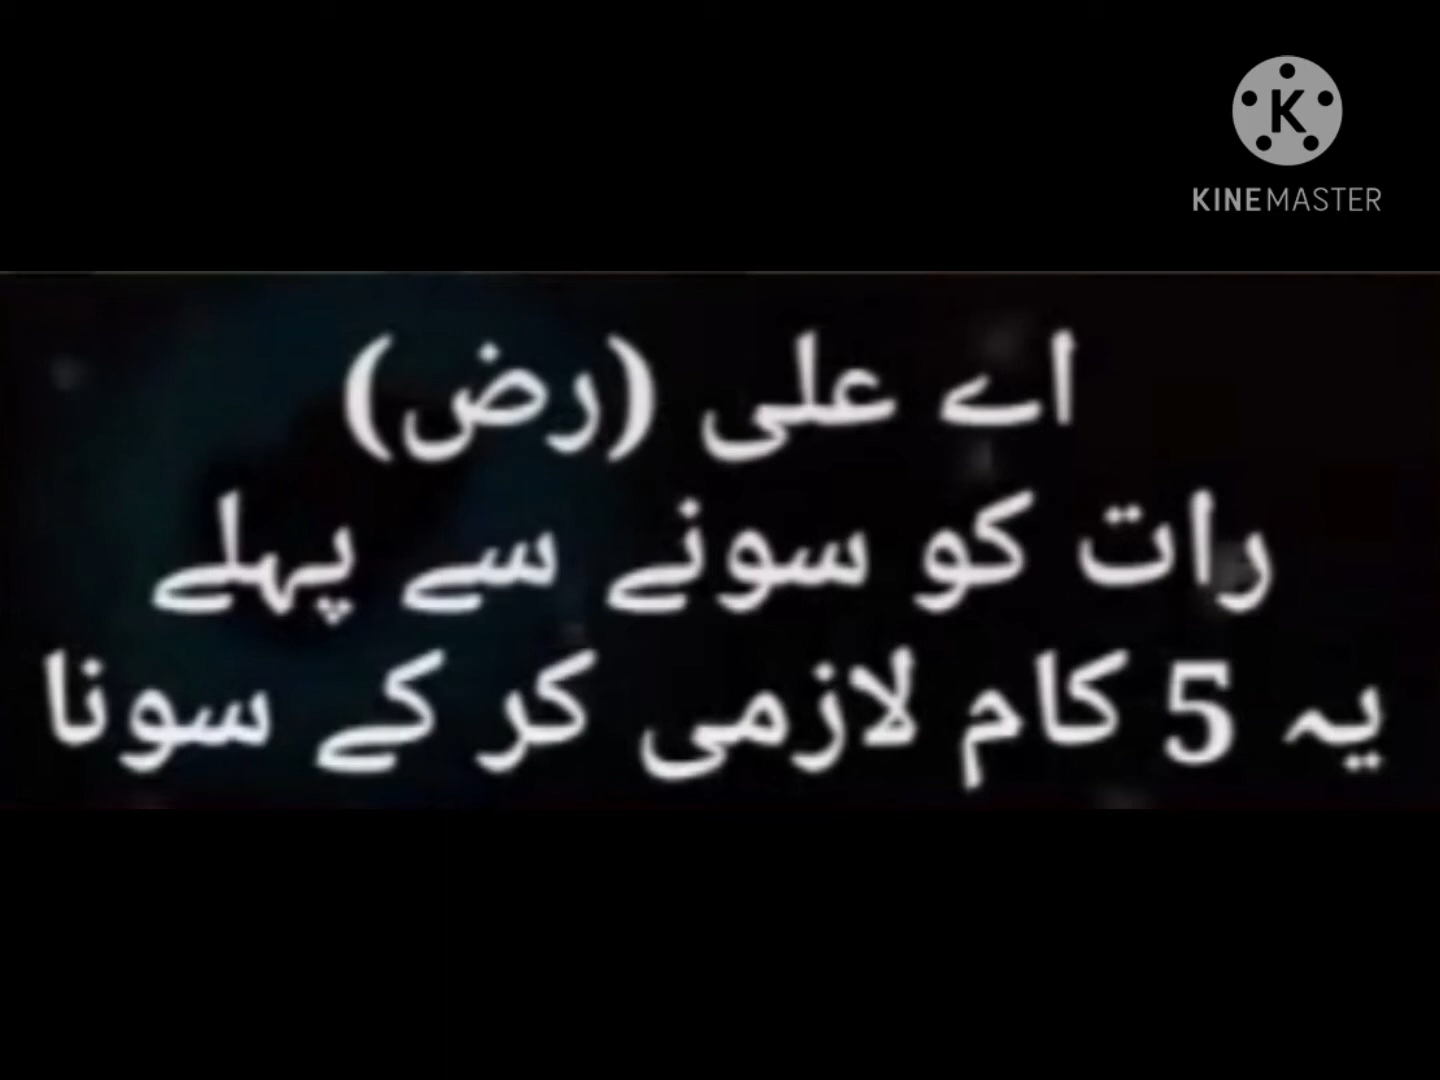 KINEMASTER
اے علی (رض)
رات کو سونے سے پہلے
یہ 5 کام لازمی کر کے سونا